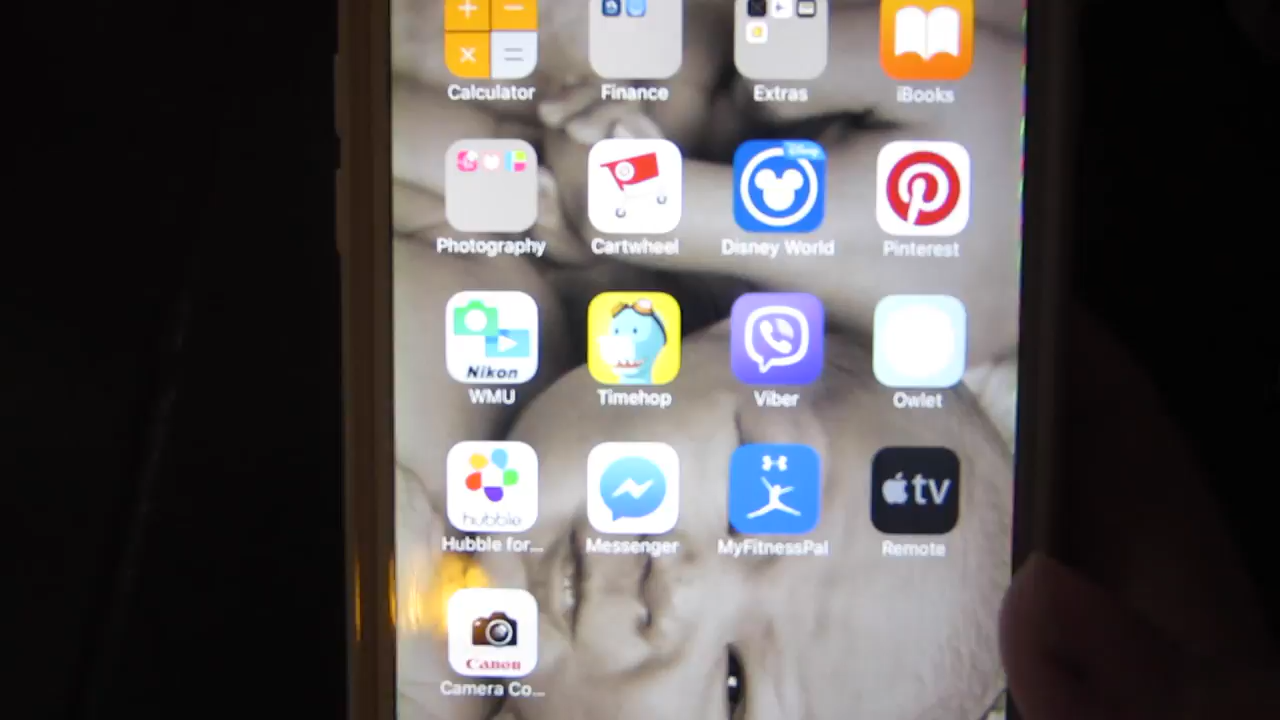 Calculator
Finance
Extras
iBooks
Photography
Cartwheel
Disney
Disney World
Pinterest
Nikon
WMU
Timehop
Viber
Owlet
hubble
Hubble for...
Messenger
MyFitnessPal
tv
Remote
Canon
Camera Co...